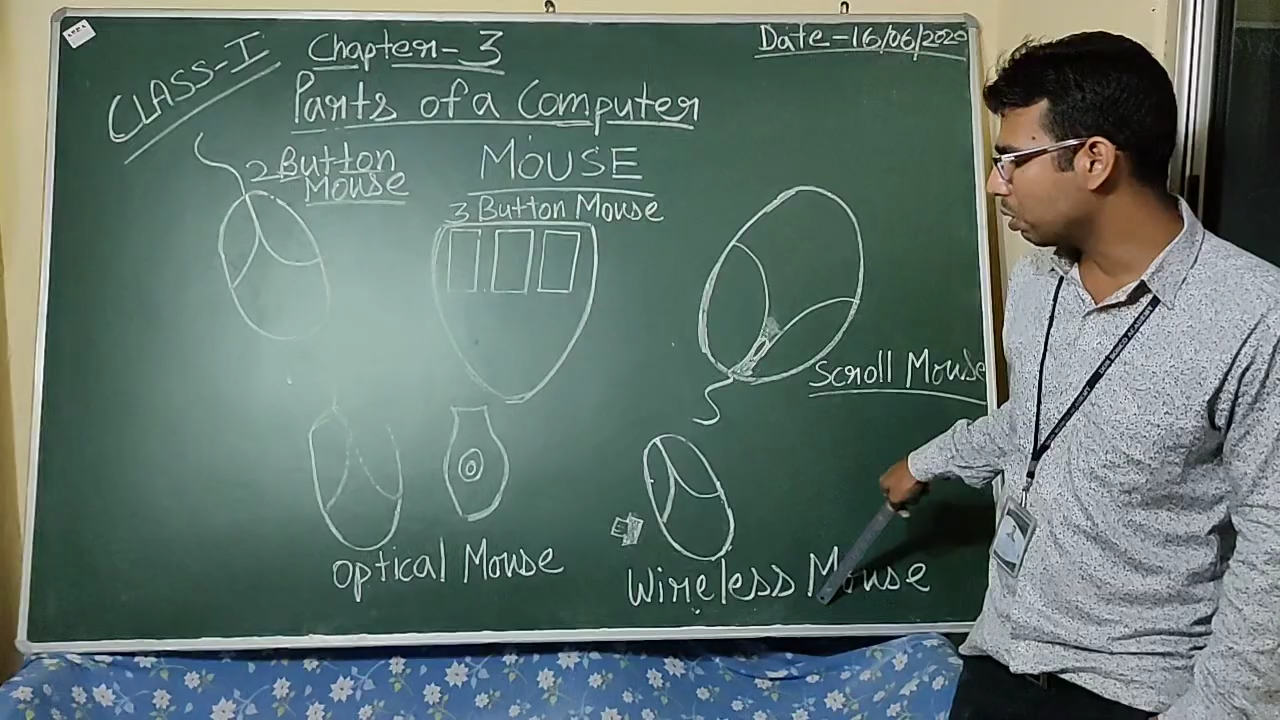 CLASS-I
Chapter-3
Date-16/06/2020
Parts of a Computer
MOUSE
2 Button
Mouse
3 Button Mouse
Scroll Mouse
Optical Mouse
Wireless Mouse